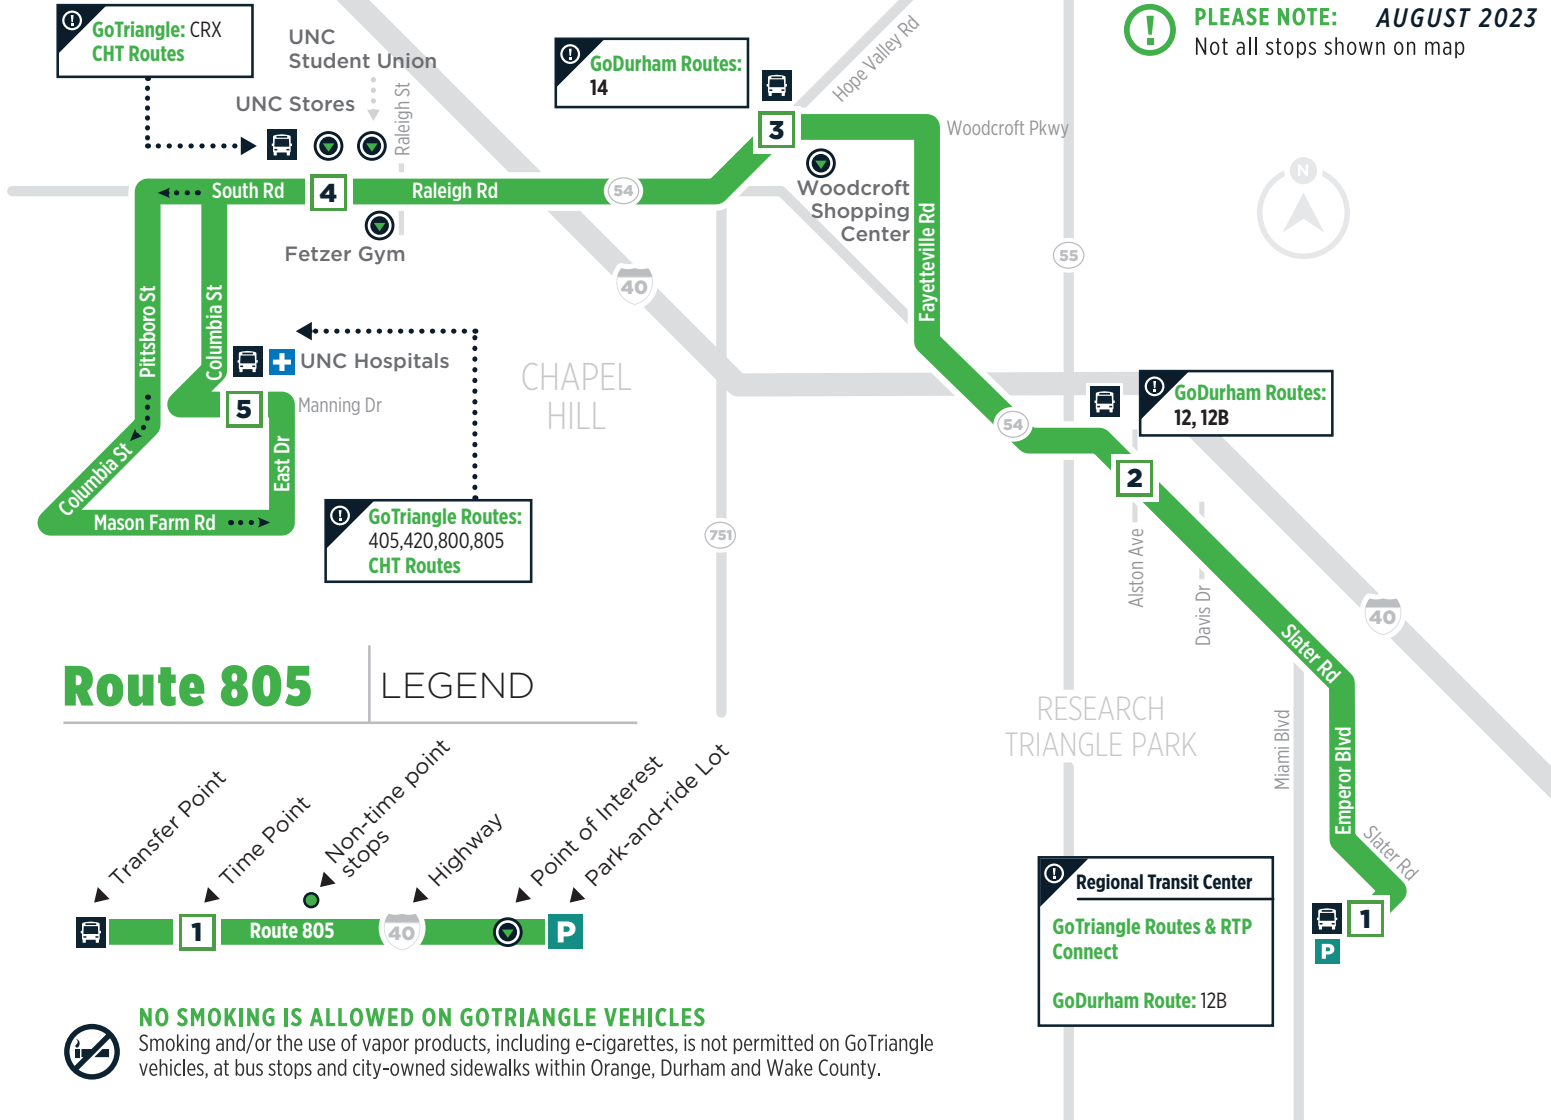 GoTriangle: CRX
CHT Routes
UNC
Student Union
UNC Stores
Raleigh St
GoDurham Routes:
14
Hope Valley Rd
PLEASE NOTE:
AUGUST 2023
Not all stops shown on map
3
Woodcroft Pkwy
Woodcroft
Shopping
Center
N
South Rd
4
Raleigh Rd
54
Fetzer Gym
40
55
Fayetteville Rd
Pittsboro St
Columbia St
UNC Hospitals
5
Manning Dr
CHAPEL
HILL
54
GoDurham Routes:
12, 12B
2
Columbia St
East Dr
Mason Farm Rd
GoTriangle Routes:
405,420,800,805
CHT Routes
751
Alston Ave
Davis Dr
40
Slater Rd
Route 805
LEGEND
RESEARCH
TRIANGLE PARK
Miami Blvd
Emperor Blvd
Slater Rd
Transfer Point
Time Point
Non-time point
stops
Highway
Point of Interest
Park-and-ride Lot
1
Route 805
40
P
Regional Transit Center
GoTriangle Routes & RTP
Connect
GoDurham Route: 12B
1
P
NO SMOKING IS ALLOWED ON GOTRIANGLE VEHICLES
Smoking and/or the use of vapor products, including e-cigarettes, is not permitted on GoTriangle
vehicles, at bus stops and city-owned sidewalks within Orange, Durham and Wake County.